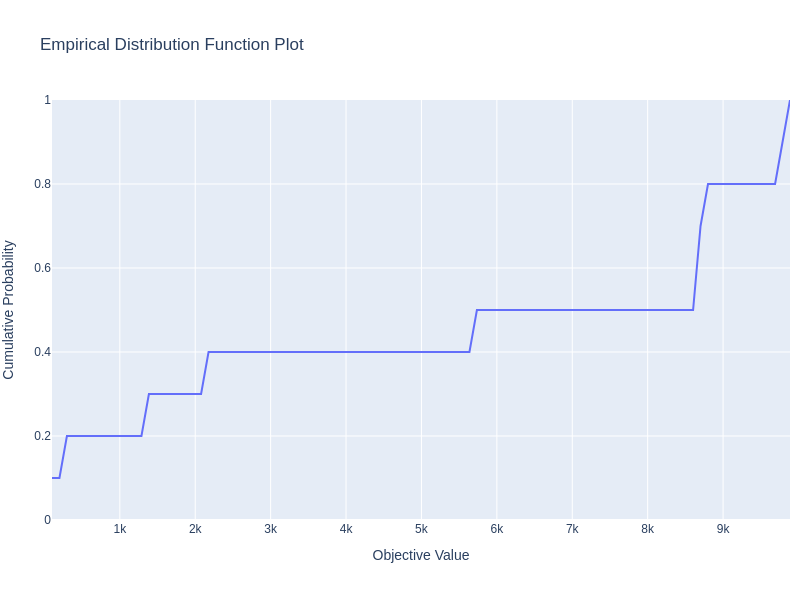 Empirical Distribution Function Plot
1
0.8
0.6
0.4
0.2
0
Cumulative Probability
1k
2k
3k
4k
5k
6k
7k
8k
9k
Objective Value